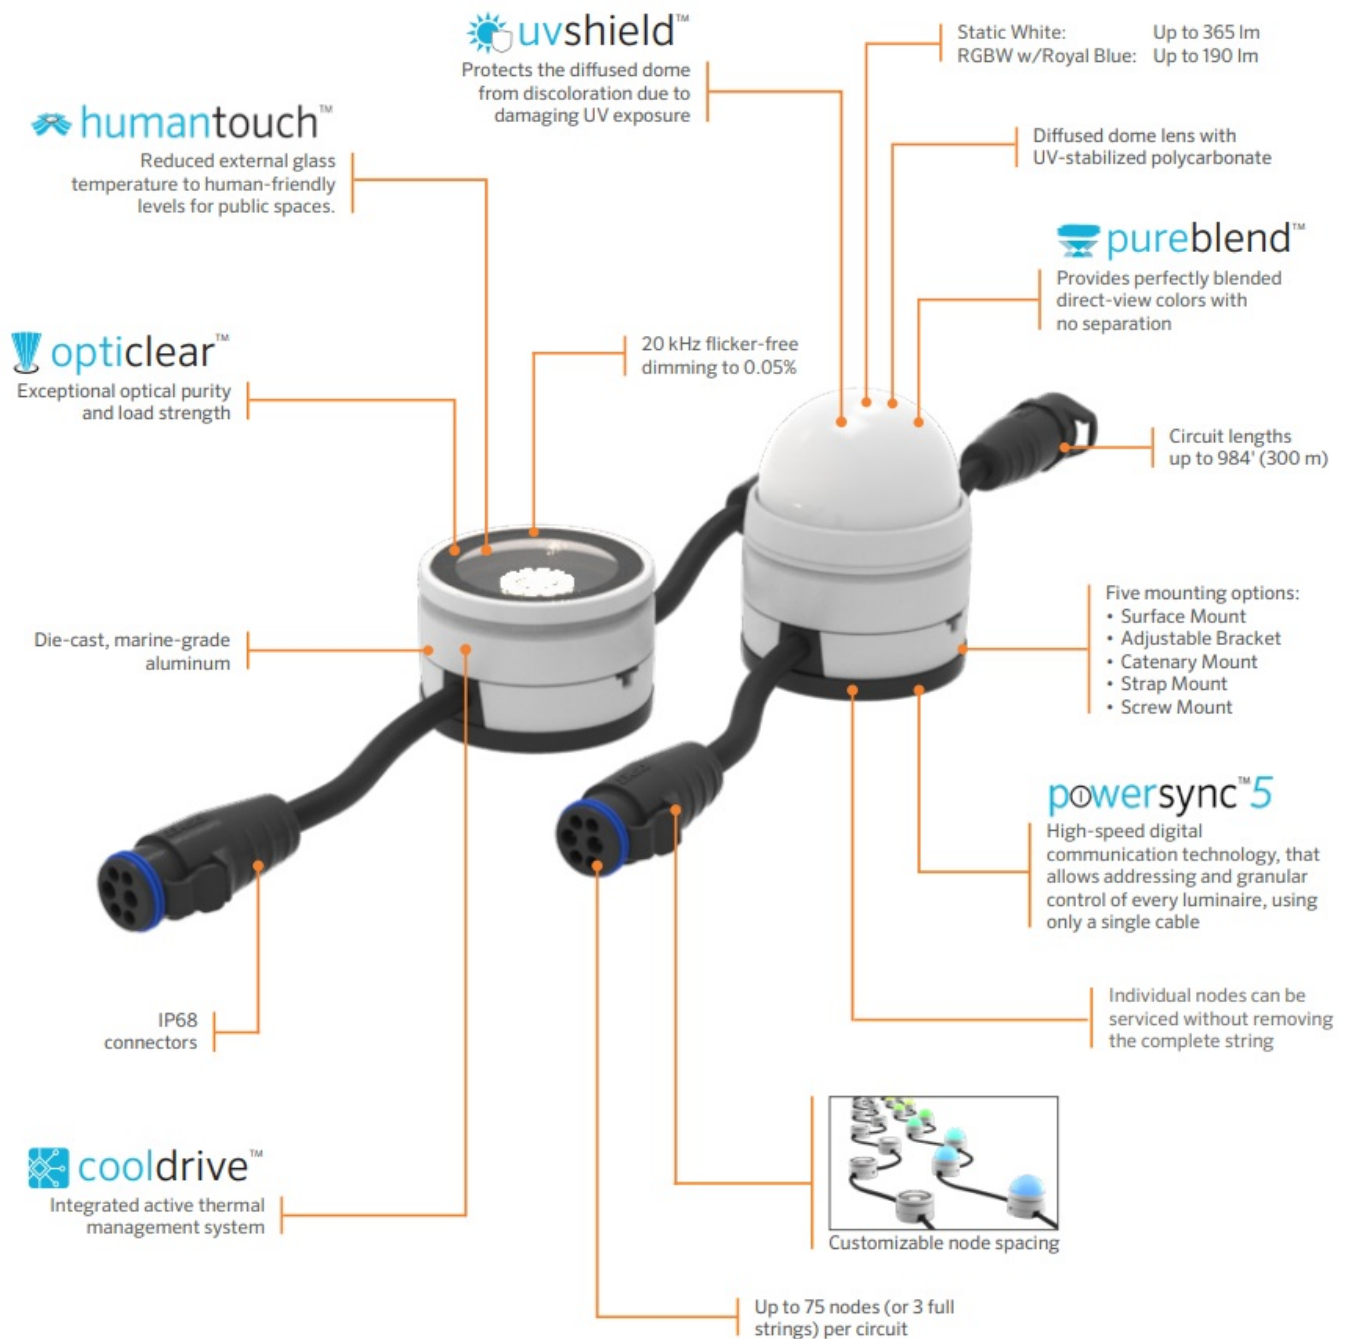 uvshield™
Protects the diffused dome
from discoloration due to
damaging UV exposure
Static White: Up to 365 lm
RGBW w/Royal Blue: Up to 190 lm
humantouch™
Reduced external glass
temperature to human-friendly
levels for public spaces.
Diffused dome lens with
UV-stabilized polycarbonate
pureblend™
Provides perfectly blended
direct-view colors with
no separation
opticlear™
Exceptional optical purity
and load strength
20 kHz flicker-free
dimming to 0.05%
Circuit lengths
up to 984' (300 m)
Die-cast, marine-grade
aluminum
Five mounting options:
• Surface Mount
• Adjustable Bracket
• Catenary Mount
• Strap Mount
• Screw Mount
powersync™5
High-speed digital
communication technology, that
allows addressing and granular
control of every luminaire, using
only a single cable
IP68
connectors
Individual nodes can be
serviced without removing
the complete string
cooldrive™
Integrated active thermal
management system
Customizable node spacing
Up to 75 nodes (or 3 full
strings) per circuit